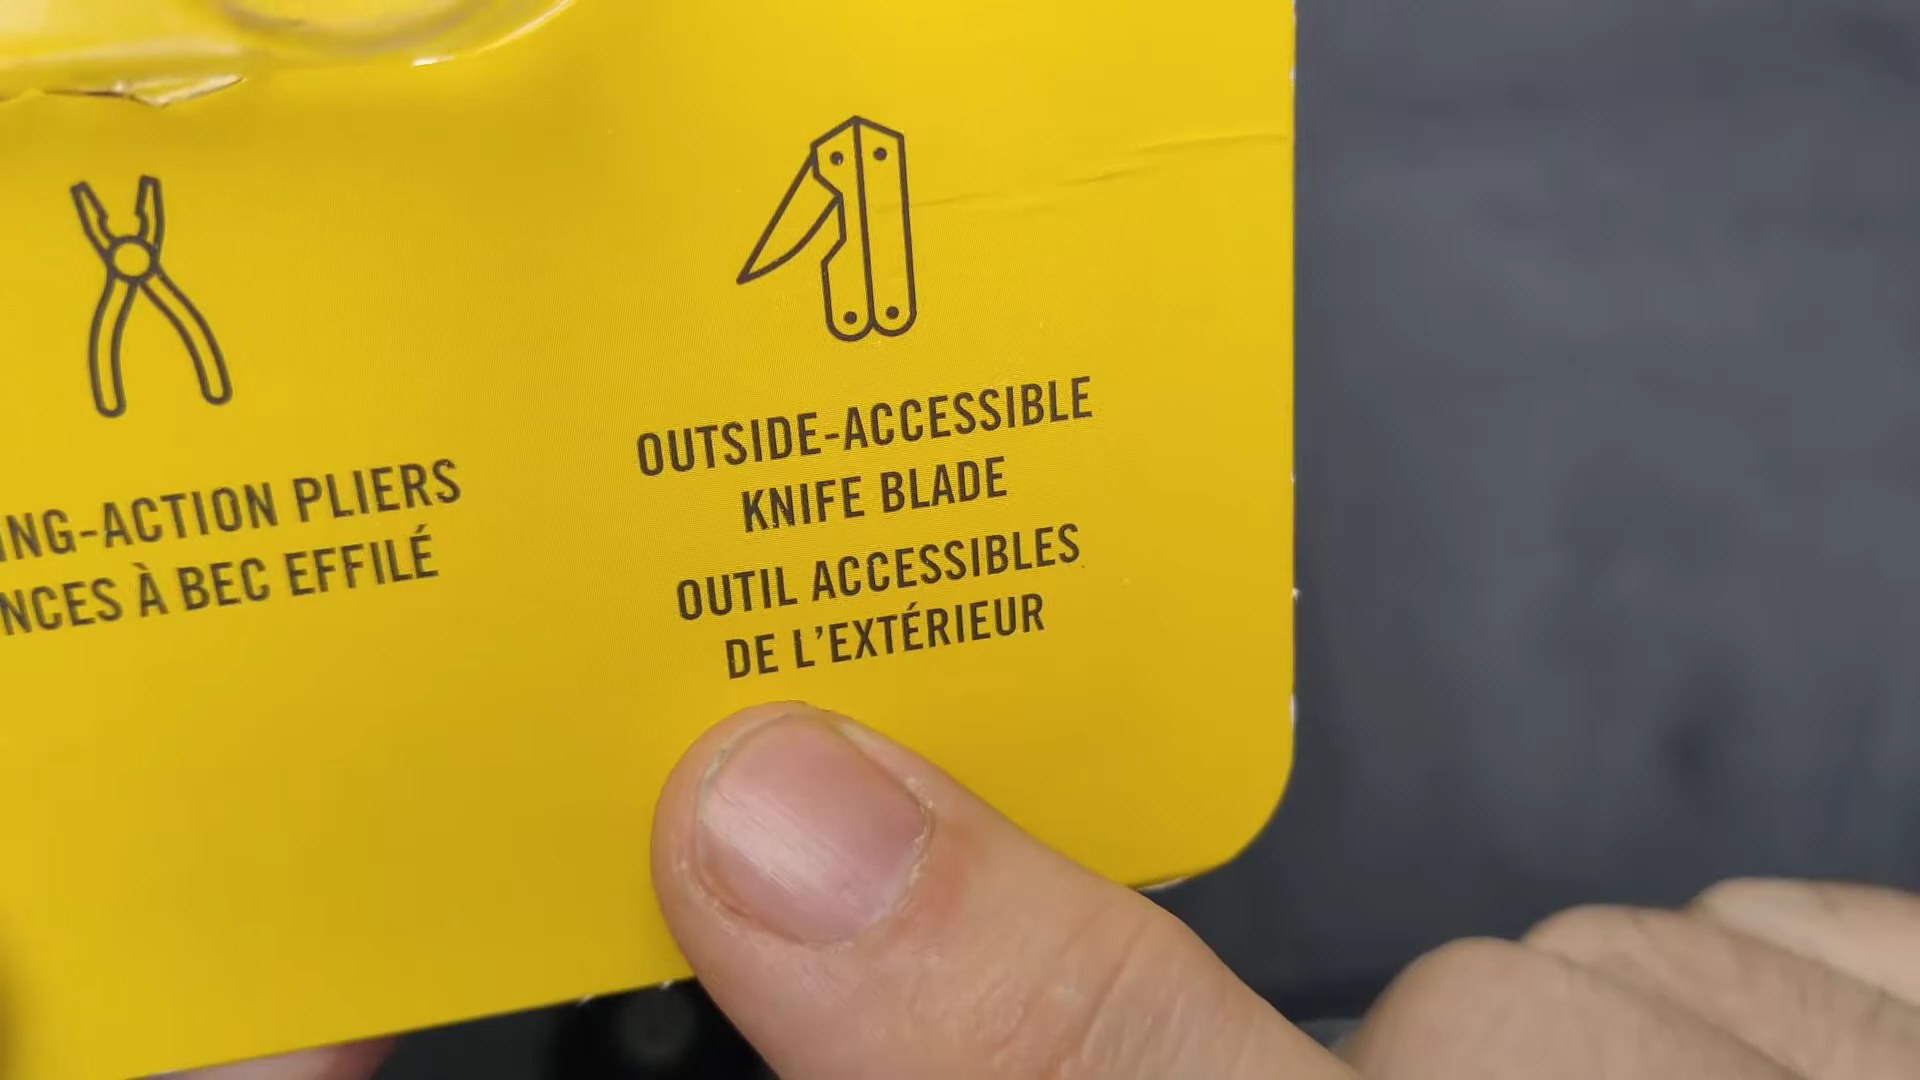 ING-ACTION PLIERS
NCES À BEC EFFILÉ
OUTSIDE-ACCESSIBLE
KNIFE BLADE
OUTIL ACCESSIBLES
DE L'EXTÉRIEUR